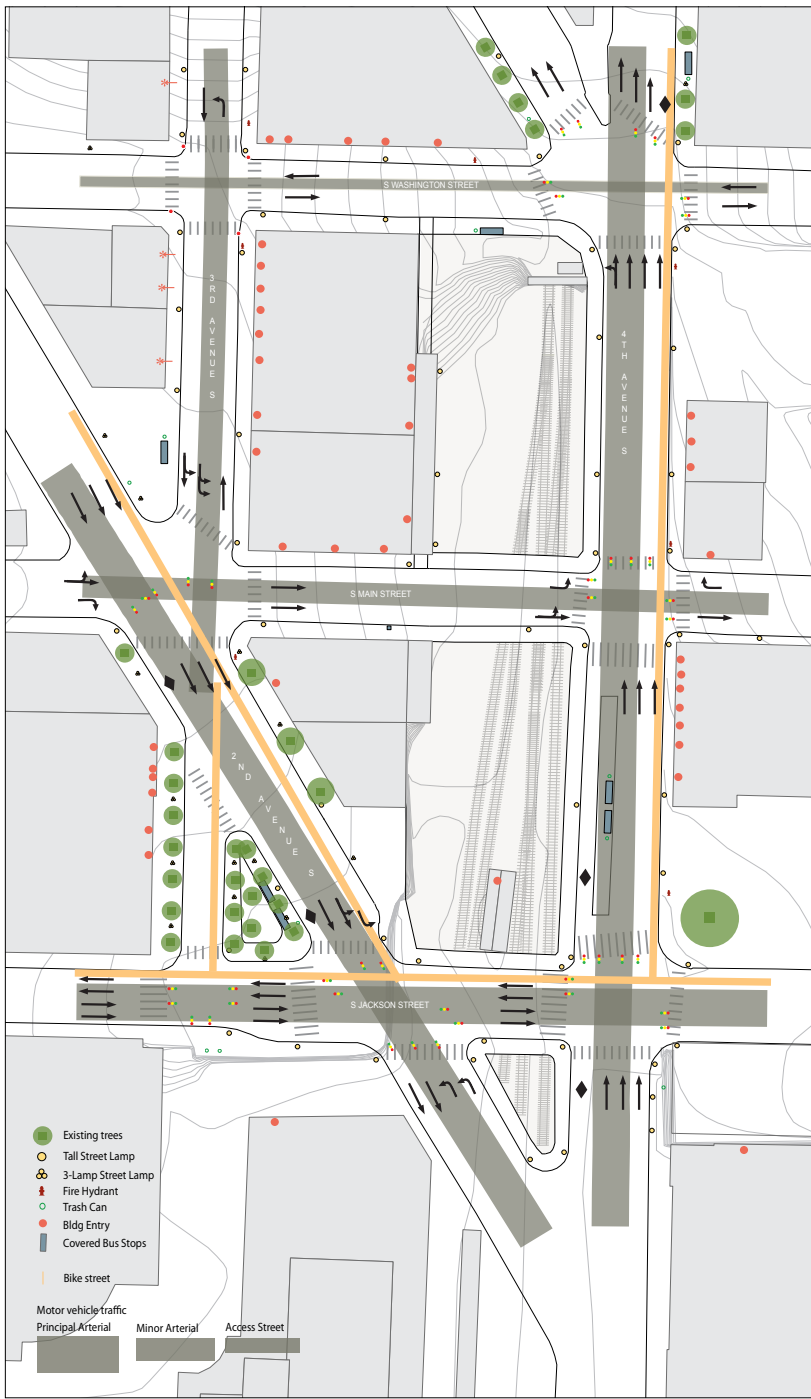 S WASHINGTON STREET
3RD AVENUE S
4TH AVENUE S
S MAIN STREET
2ND AVENUE S
S JACKSON STREET
Existing trees
Tall Street Lamp
3-Lamp Street Lamp
Fire Hydrant
Trash Can
Bldg Entry
Covered Bus Stops
Bike street
Motor vehicle traffic
Principal Arterial
Minor Arterial
Access Street